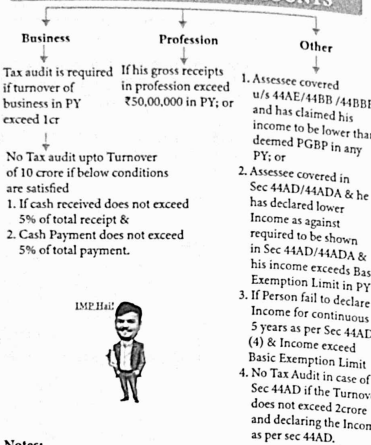 Business
Tax audit is required
if turnover of
business in PY
exceed 1cr
No Tax audit upto Turnover
of 10 crore if below conditions
are satisfied
1. If cash received does not exceed
5% of total receipt &
2. Cash Payment does not exceed
5% of total payment.
IMP Hai!
Profession
If his gross receipts
in profession exceed
₹50,00,000 in PY; or
Other
1. Assessee covered
u/s 44AE/44BB /44BBB
and has claimed his
income to be lower than
deemed PGBP in any
PY; or
2. Assessee covered in
Sec 44AD/44ADA & he
has declared lower
Income as against
required to be shown
in Sec 44AD/44ADA &
his income exceeds Bas
Exemption Limit in PY
3. If Person fail to declare
Income for continuous
5 years as per Sec 44AD
(4) & Income exceed
Basic Exemption Limit
4. No Tax Audit in case of
Sec 44AD if the Turnov
does not exceed 2crore
and declaring the Incom
as per sec 44AD.
Notes: